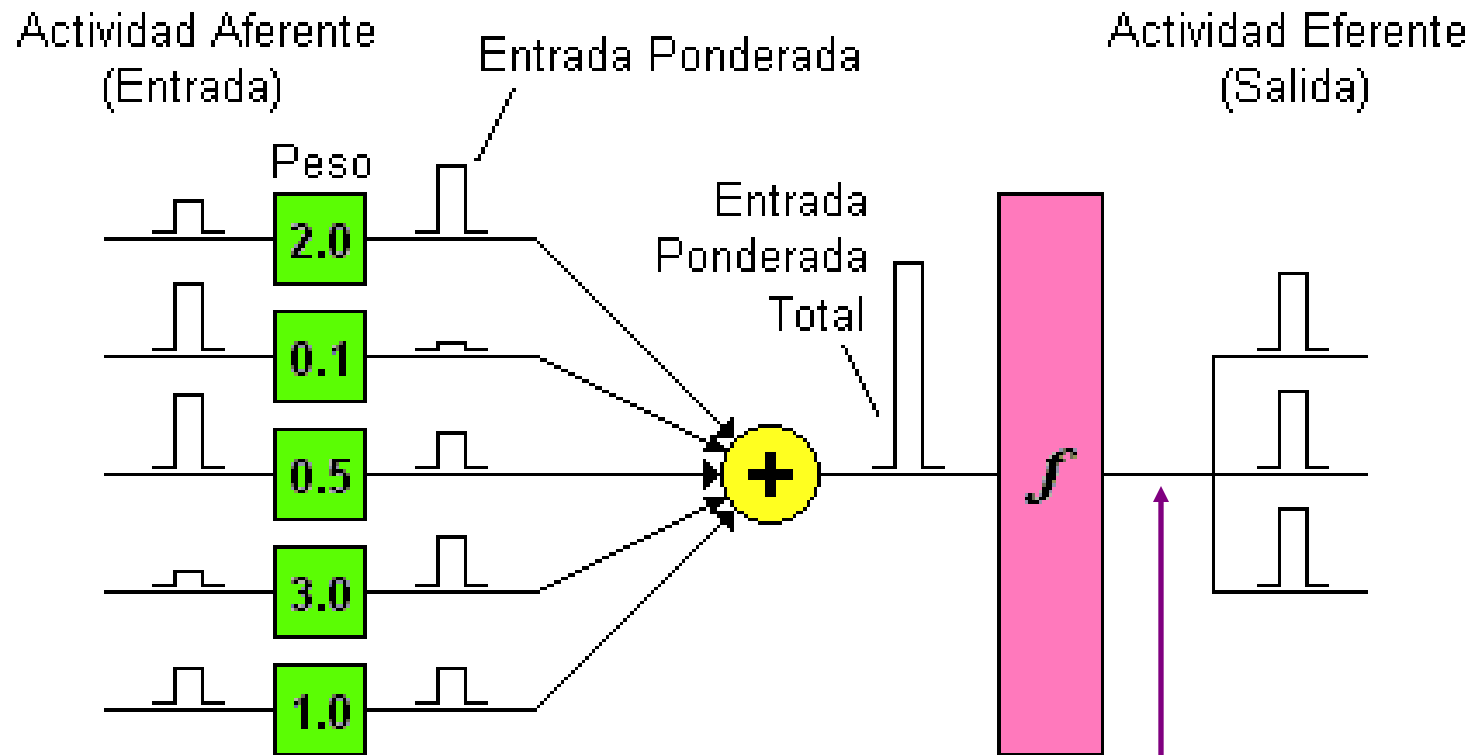 Actividad Aferente
(Entrada)
Entrada Ponderada
Actividad Eferente
(Salida)
Peso
2.0
0.1
0.5
3.0
1.0
+
Entrada
Ponderada
Total
∫